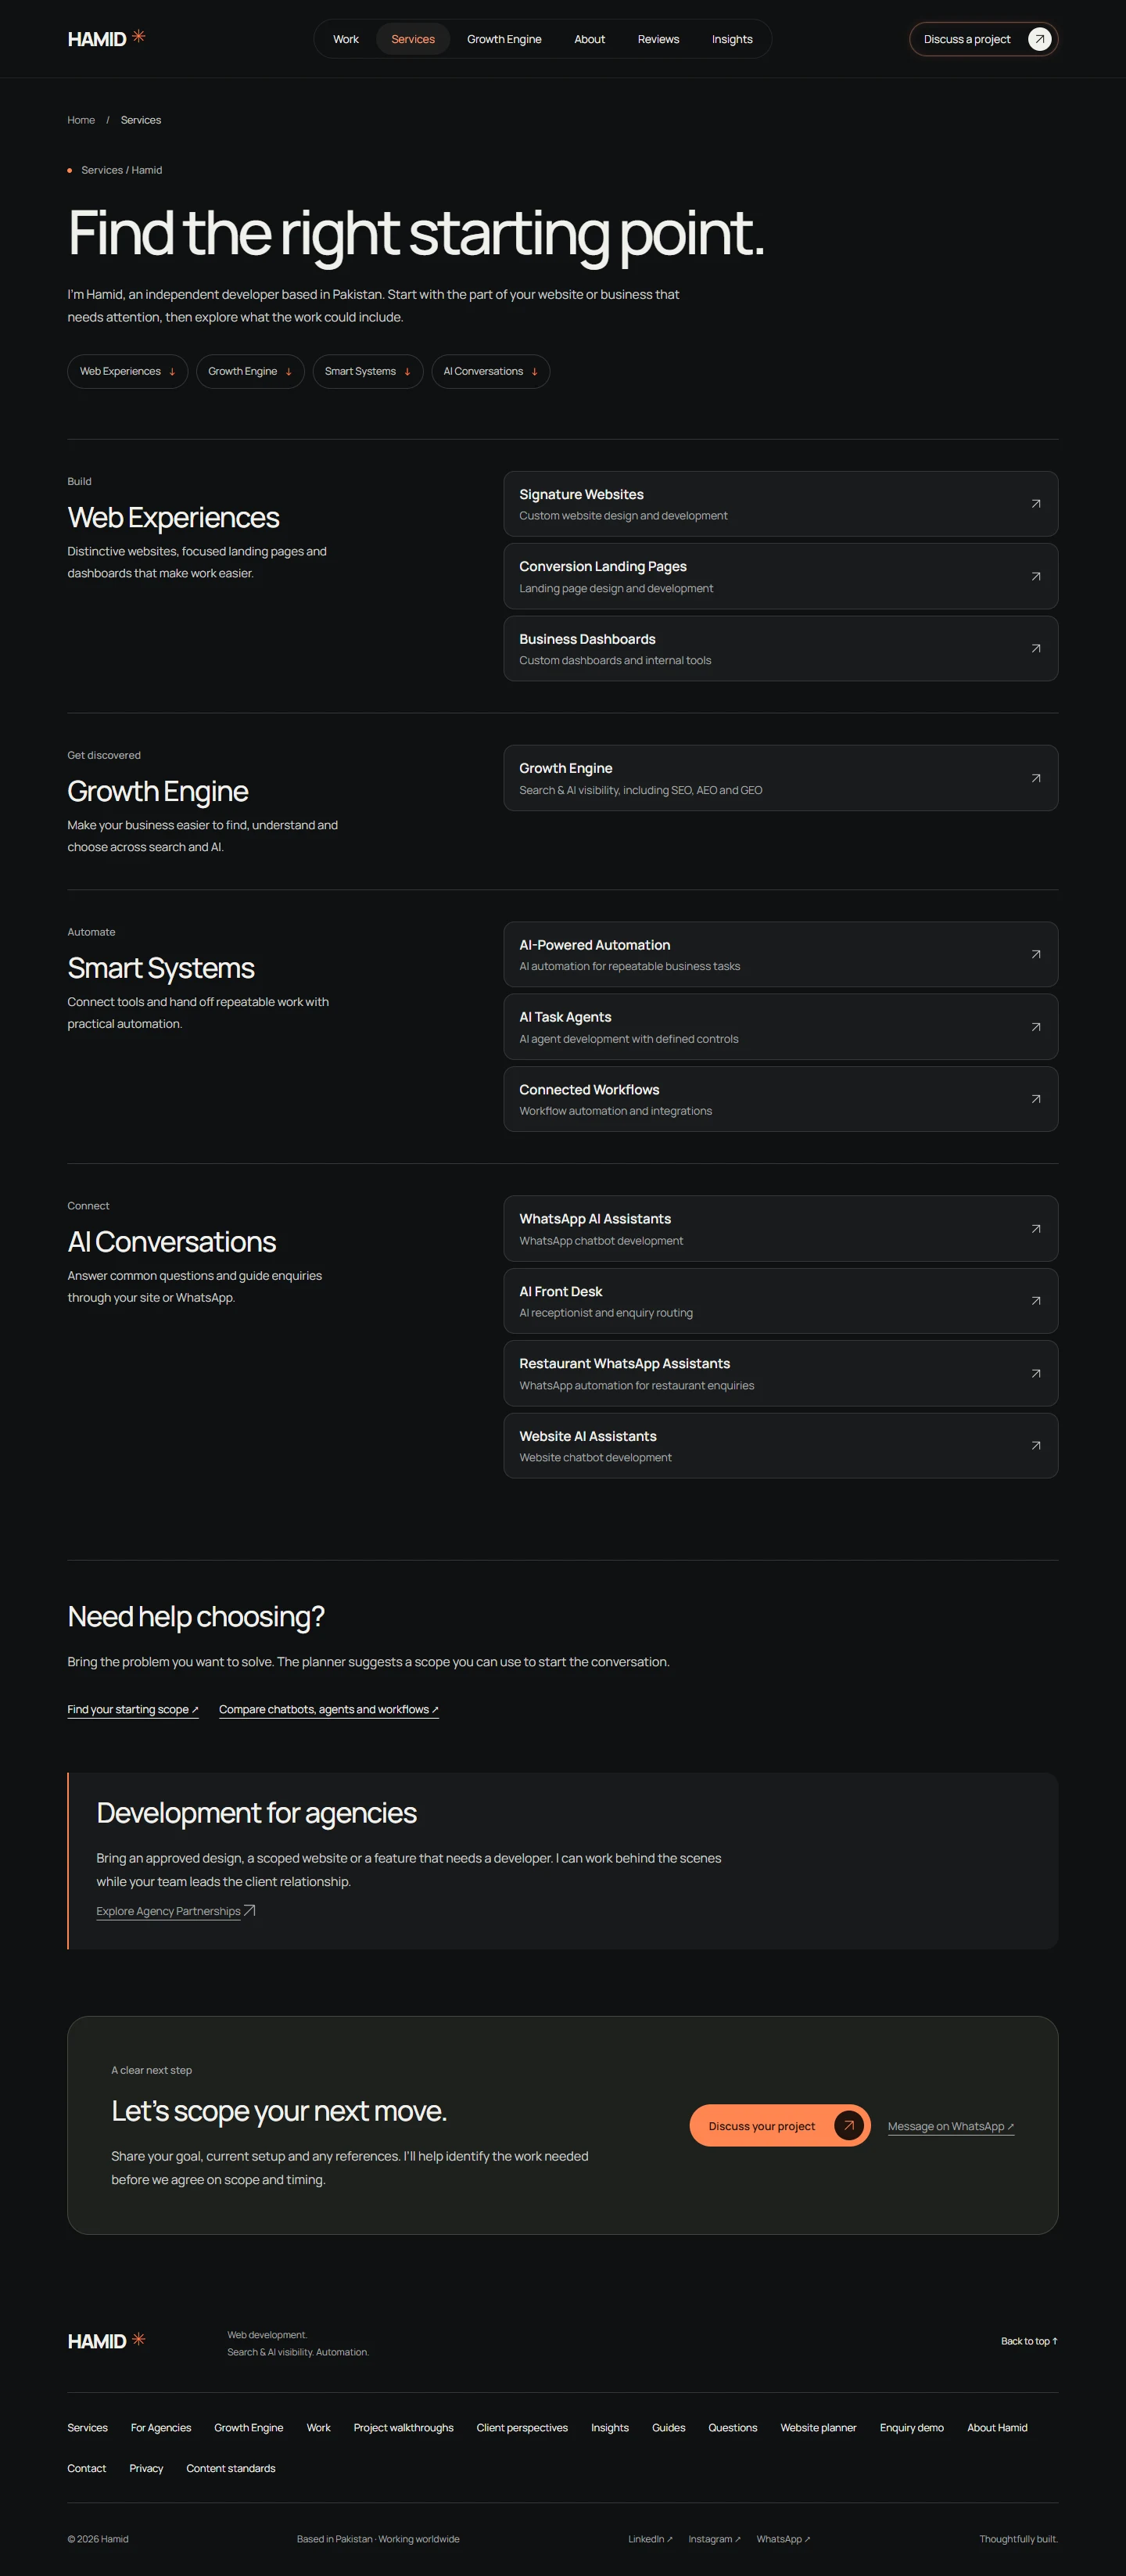 HAMID
Work Services Growth Engine About Reviews Insights
Discuss a project
Home / Services
Services / Hamid
Find the right starting point.
I'm Hamid, an independent developer based in Pakistan. Start with the part of your website or business that
needs attention, then explore what the work could include.
Web Experiences ↓ Growth Engine ↓ Smart Systems ↓ AI Conversations ↓
Build
Web Experiences
Distinctive websites, focused landing pages and
dashboards that make work easier.
Signature Websites
Custom website design and development
Conversion Landing Pages
Landing page design and development
Business Dashboards
Custom dashboards and internal tools
Get discovered
Growth Engine
Make your business easier to find, understand and
choose across search and AI.
Growth Engine
Search & AI visibility, including SEO, AEO and GEO
Automate
Smart Systems
Connect tools and hand off repeatable work with
practical automation.
AI-Powered Automation
AI automation for repeatable business tasks
AI Task Agents
AI agent development with defined controls
Connected Workflows
Workflow automation and integrations
Connect
AI Conversations
Answer common questions and guide enquiries
through your site or WhatsApp.
WhatsApp AI Assistants
WhatsApp chatbot development
AI Front Desk
AI receptionist and enquiry routing
Restaurant WhatsApp Assistants
WhatsApp automation for restaurant enquiries
Website AI Assistants
Website chatbot development
Need help choosing?
Bring the problem you want to solve. The planner suggests a scope you can use to start the conversation.
Find your starting scope ↗ Compare chatbots, agents and workflows ↗
Development for agencies
Bring an approved design, a scoped website or a feature that needs a developer. I can work behind the scenes
while your team leads the client relationship.
Explore Agency Partnerships
A clear next step
Let's scope your next move.
Share your goal, current setup and any references. I'll help identify the work needed
before we agree on scope and timing.
Discuss your project
Message on WhatsApp ↗
HAMID
Web development.
Search & AI visibility. Automation.
Back to top ↑
Services For Agencies Growth Engine Work Project walkthroughs Client perspectives Insights Guides Questions Website planner Enquiry demo About Hamid
Contact Privacy Content standards
© 2026 Hamid
Based in Pakistan · Working worldwide
LinkedIn ↗ Instagram ↗ WhatsApp ↗
Thoughtfully built.